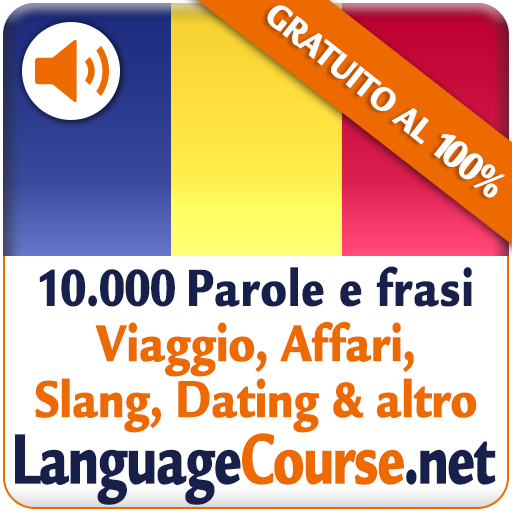 GRATUITO AL 100%
10.000 Parole e frasi
Viaggio, Affari,
Slang, Dating & altro
LanguageCourse.net